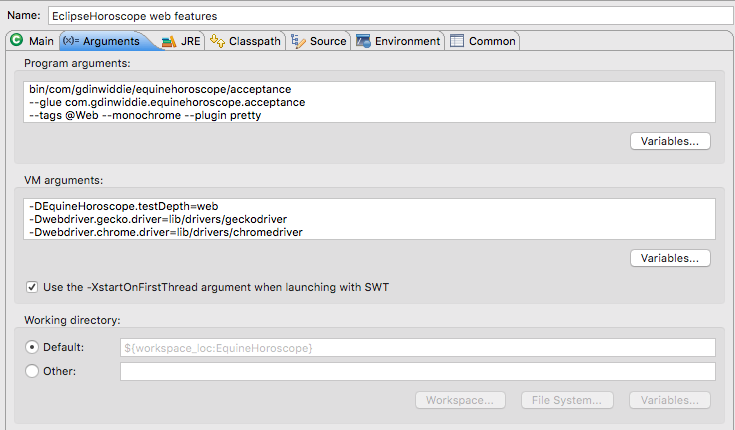 Name: EclipseHoroscope web features
Main (x)= Arguments JRE Classpath Source Environment Common
Program arguments:
bin/com/gdinwiddie/equinehoroscope/acceptance
--glue com.gdinwiddie.equinehoroscope.acceptance
--tags @Web --monochrome --plugin pretty
Variables...
VM arguments:
-DEquineHoroscope.testDepth=web
-Dwebdriver.gecko.driver=lib/drivers/geckodriver
-Dwebdriver.chrome.driver=lib/drivers/chromedriver
Variables...
Use the -XstartOnFirstThread argument when launching with SWT
Working directory:
Default: ${workspace_loc:EquineHoroscope}
Other:
Workspace... File System... Variables...